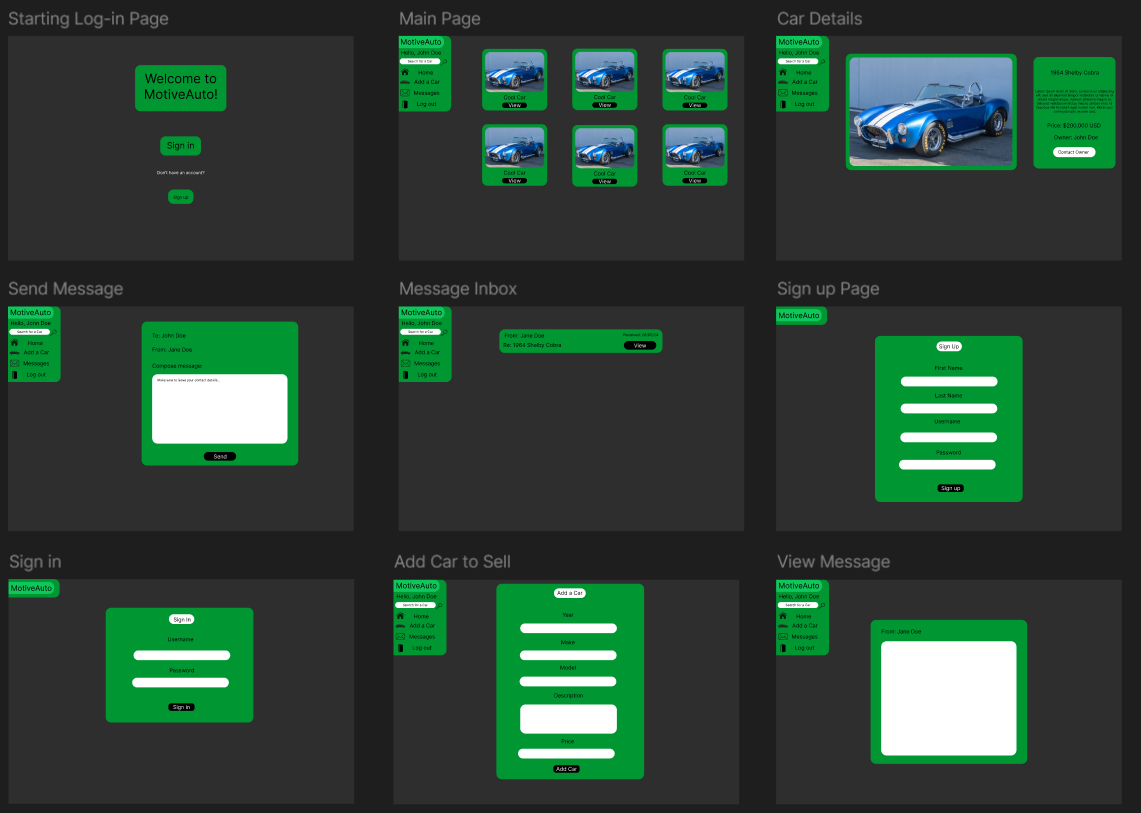 Starting Log-in Page
Welcome to
MotiveAuto!
Sign in
Don't have an account?
Sign up
Main Page
MotiveAuto
Hello, John Doe
Search for a Car
Home
Add a Car
Messages
Log out
Cool Car
View
Cool Car
View
Cool Car
View
Cool Car
View
Cool Car
View
Cool Car
View
Car Details
MotiveAuto
Hello, John Doe
Search for a Car
Home
Add a Car
Messages
Log out
1964 Shelby Cobra
Price: $200,000 USD
Owner: John Doe
Contact Owner
Send Message
MotiveAuto
Hello, John Doe
Search for a Car
Home
Add a Car
Messages
Log out
To: John Doe
From: Jane Doe
Compose message:
Make sure to leave your contact details...
Send
Message Inbox
MotiveAuto
Hello, John Doe
Search for a Car
Home
Add a Car
Messages
Log out
From: Jane Doe
Re: 1964 Shelby Cobra
View
Sign up Page
MotiveAuto
Sign Up
First Name
Last Name
Username
Password
Sign up
Sign in
MotiveAuto
Sign In
Username
Password
Sign in
Add Car to Sell
MotiveAuto
Hello, John Doe
Search for a Car
Home
Add a Car
Messages
Log out
Add a Car
Year
Make
Model
Description
Price
Add Car
View Message
MotiveAuto
Hello, John Doe
Search for a Car
Home
Add a Car
Messages
Log out
From: Jane Doe